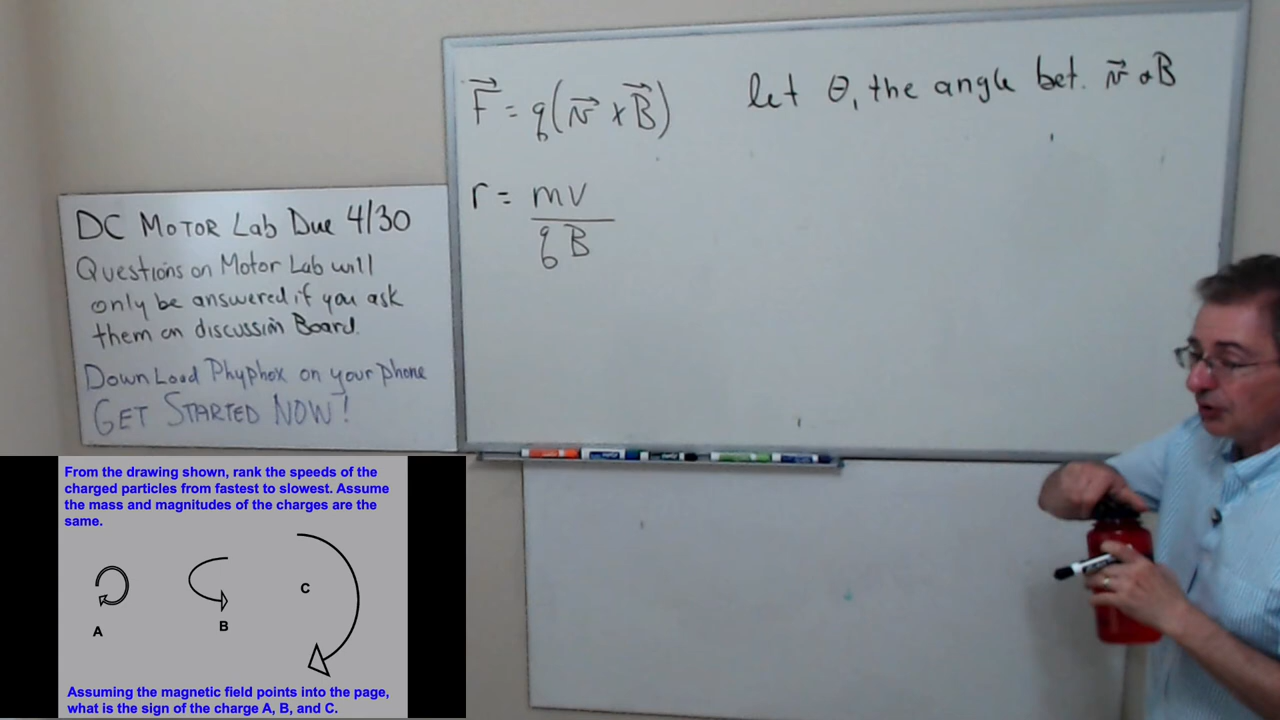 F = q(v x B)
let θ, the angle bet. v & B
r = mv
qB
DC MOTOR Lab Due 4/30
Questions on Motor Lab will
only be answered if you ask
them on discussion Board.
DownLoad Phyphox on your phone
GET STARTED NOW!
From the drawing shown, rank the speeds of the
charged particles from fastest to slowest. Assume
the mass and magnitudes of the charges are the
same.
A
B
C
Assuming the magnetic field points into the page,
what is the sign of the charge A, B, and C.